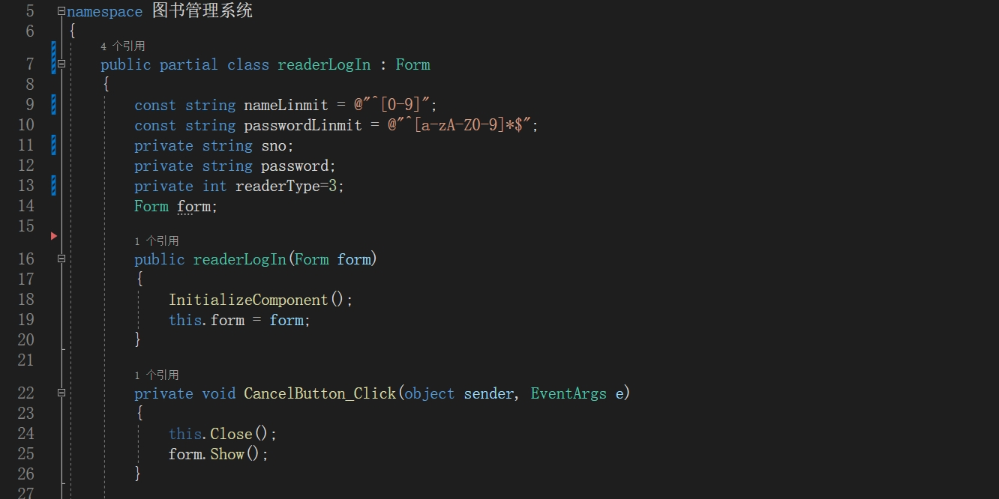 5 namespace 图书管理系统
6 {
4 个引用
7 public partial class readerLogIn : Form
8 {
9 const string nameLinmit = @"^[0-9]";
10 const string passwordLinmit = @"^[a-zA-Z0-9]*$";
11 private string sno;
12 private string password;
13 private int readerType=3;
14 Form form;
15
1 个引用
16 public readerLogIn(Form form)
17 {
18 InitializeComponent();
19 this.form = form;
20 }
21
1 个引用
22 private void CancelButton_Click(object sender, EventArgs e)
23 {
24 this.Close();
25 form.Show();
26 }
27